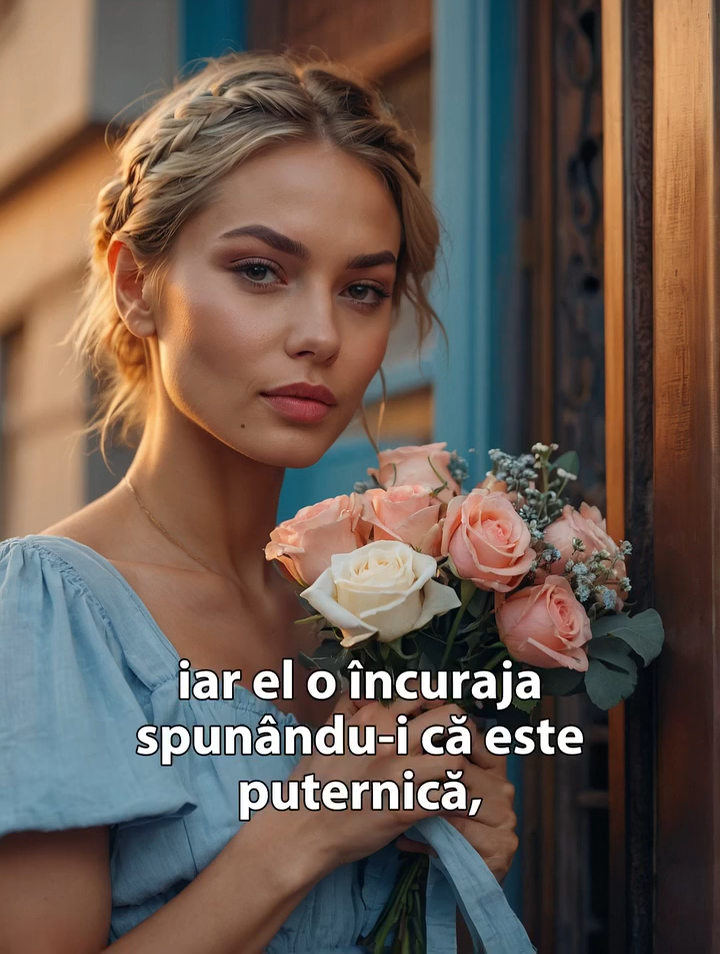 iar el o încuraja
spunându-i că este
puternică,